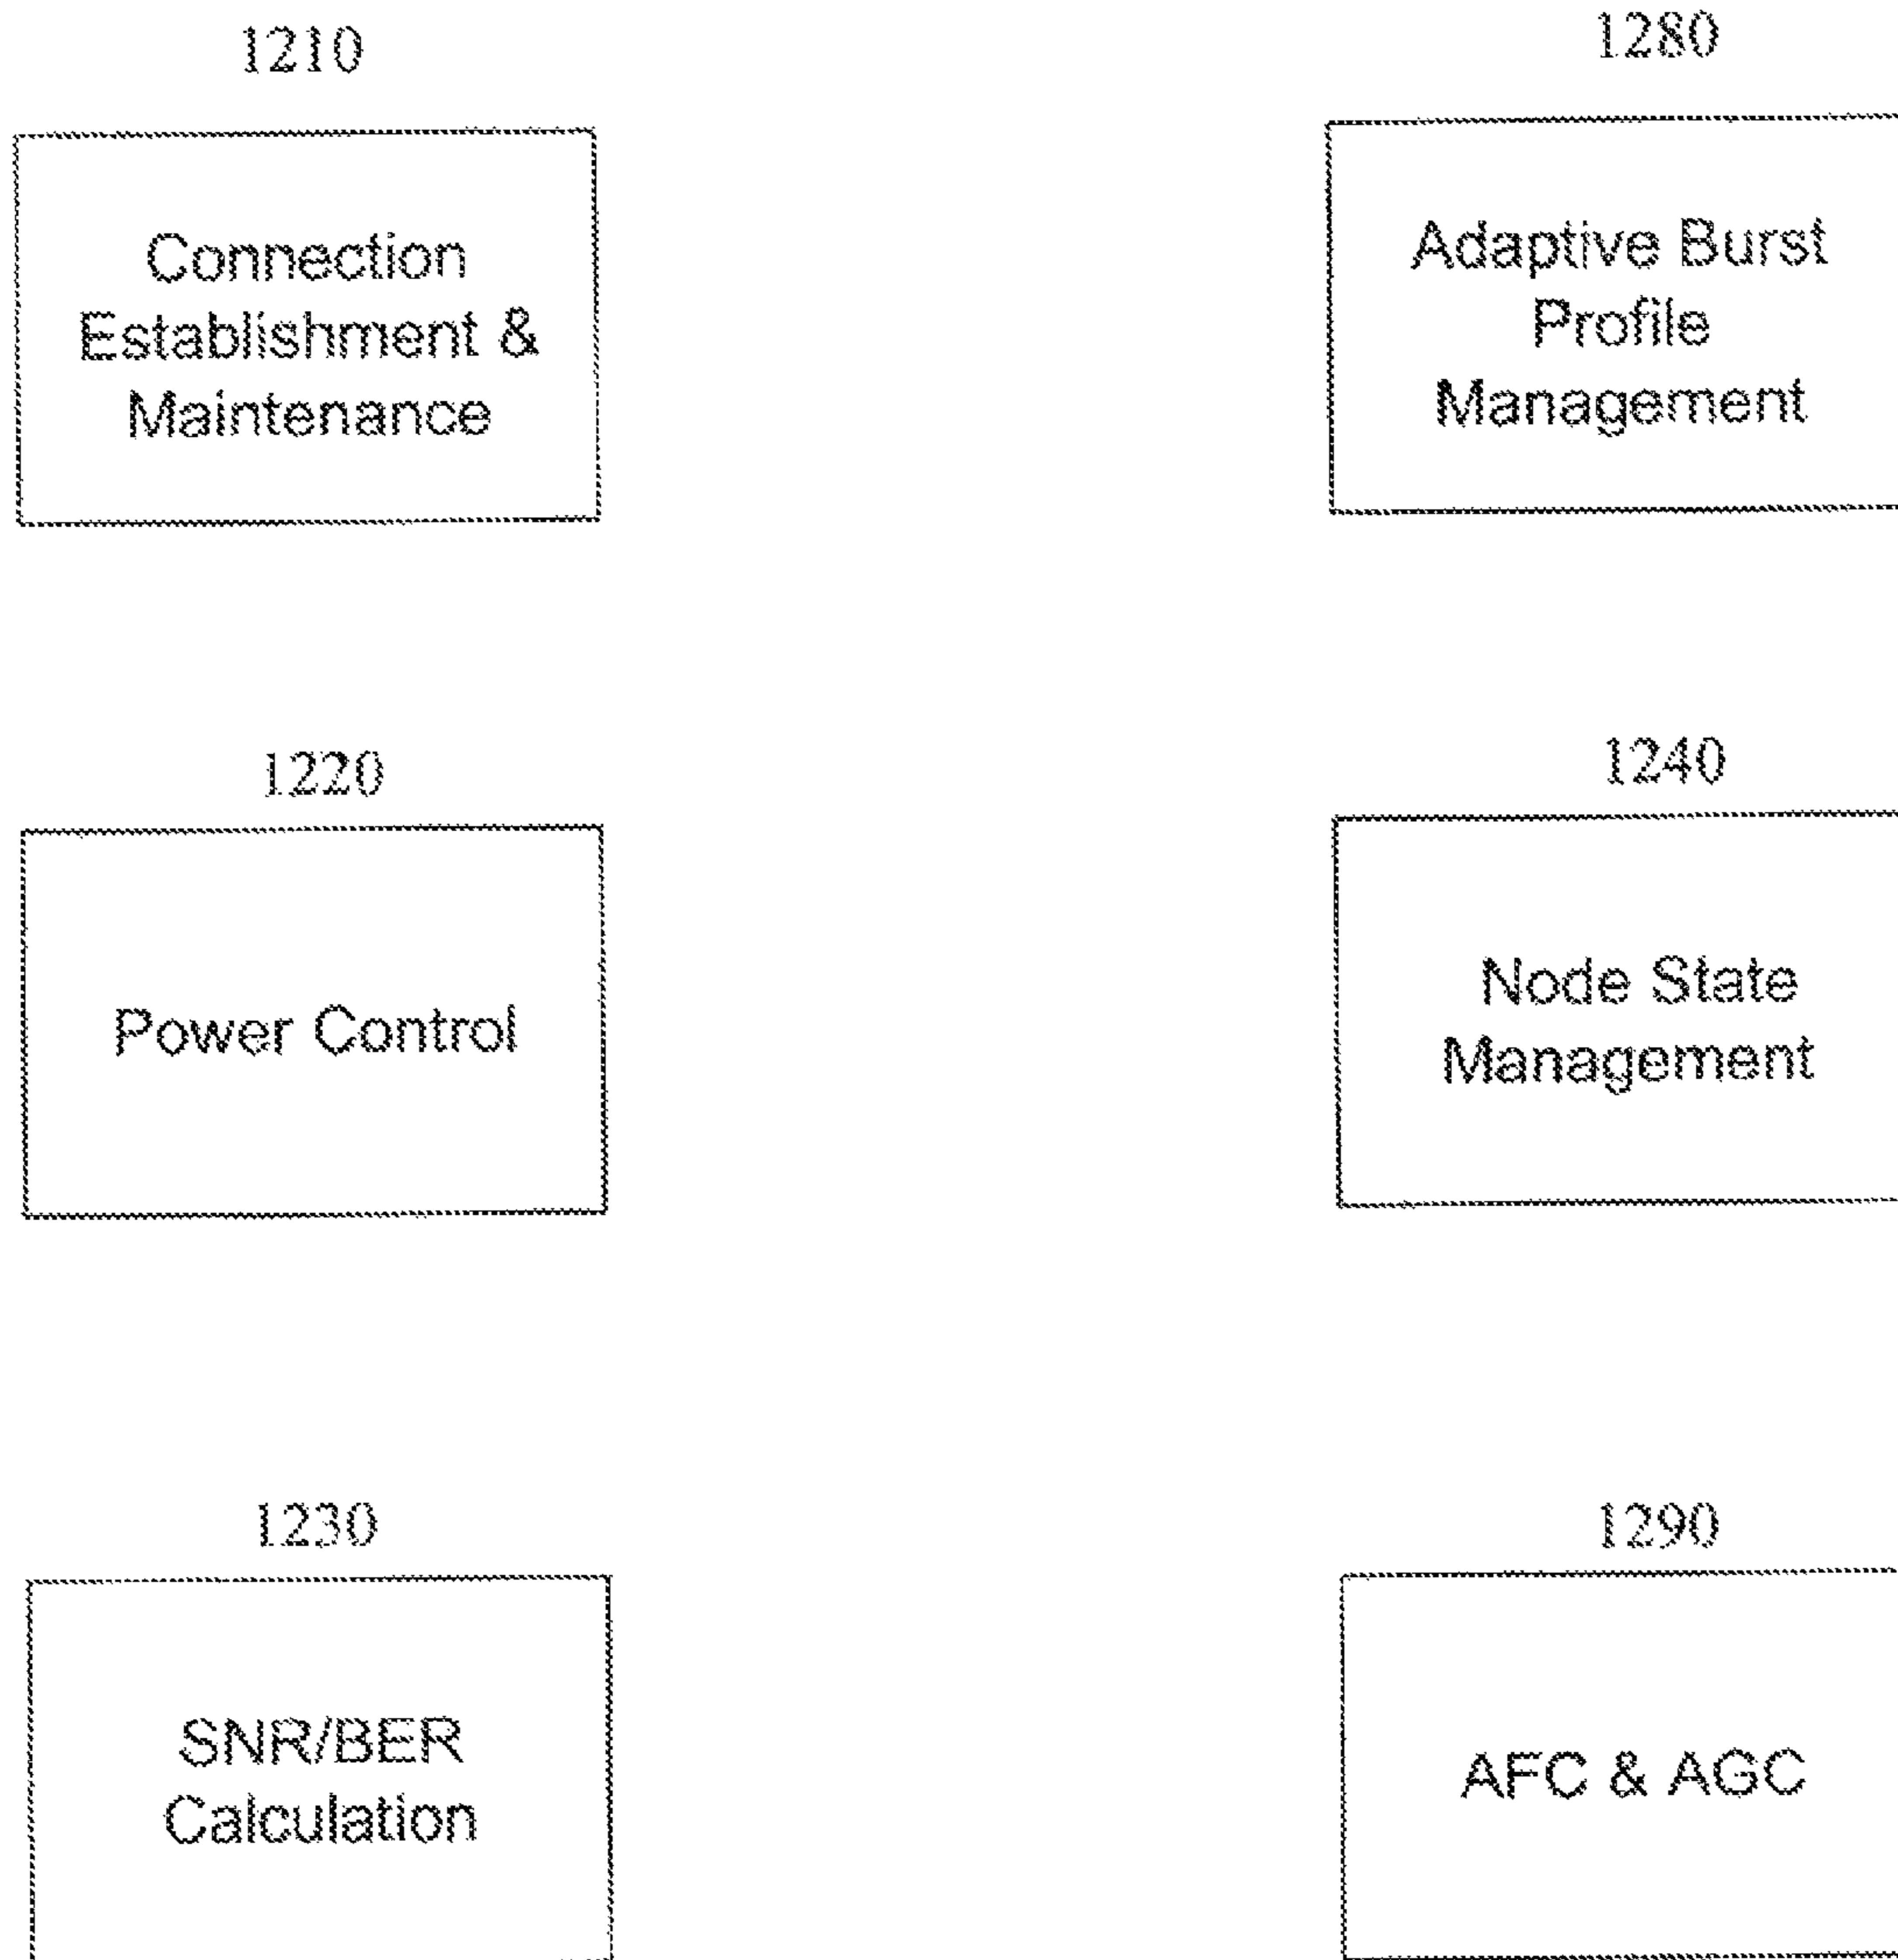 1210
Connection
Establishment &
Maintenance
1280
Adaptive Burst
Profile
Management
1220
Power Control
1240
Node State
Management
1230
SNR/BER
Calculation
1290
AFC & AGC